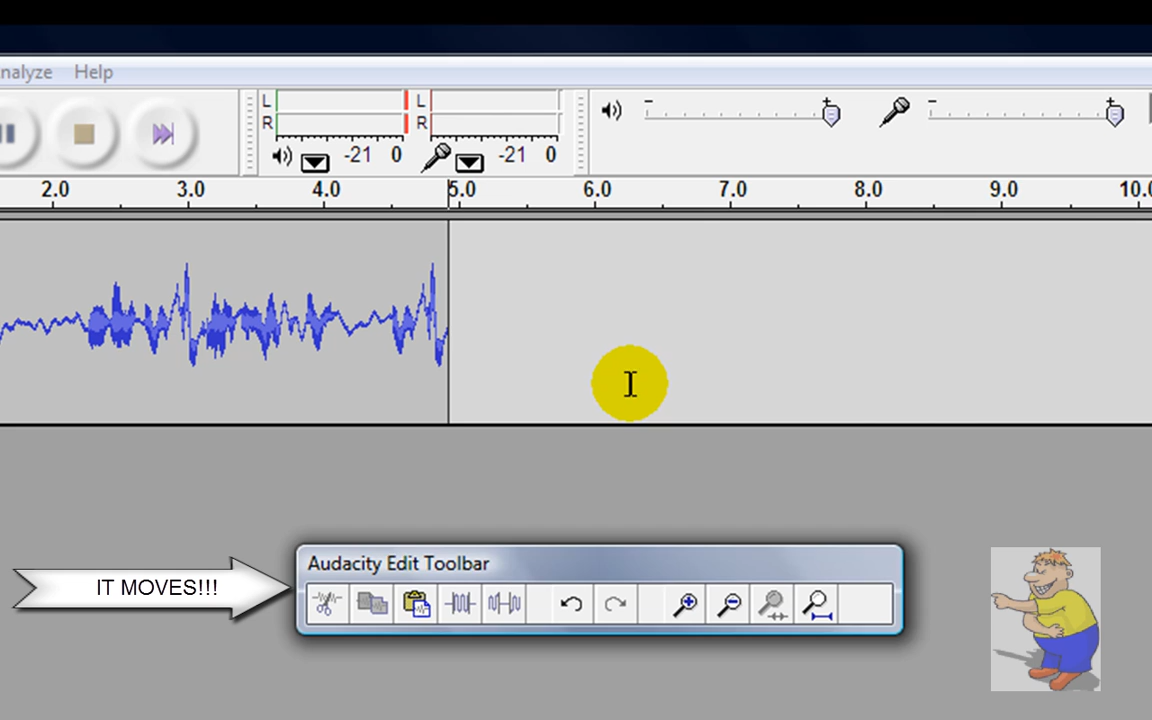 nalyze Help
L L
R R
-21 0 -21 0
2.0 3.0 4.0 5.0 6.0 7.0 8.0 9.0 10.0
IT MOVES!!!
Audacity Edit Toolbar